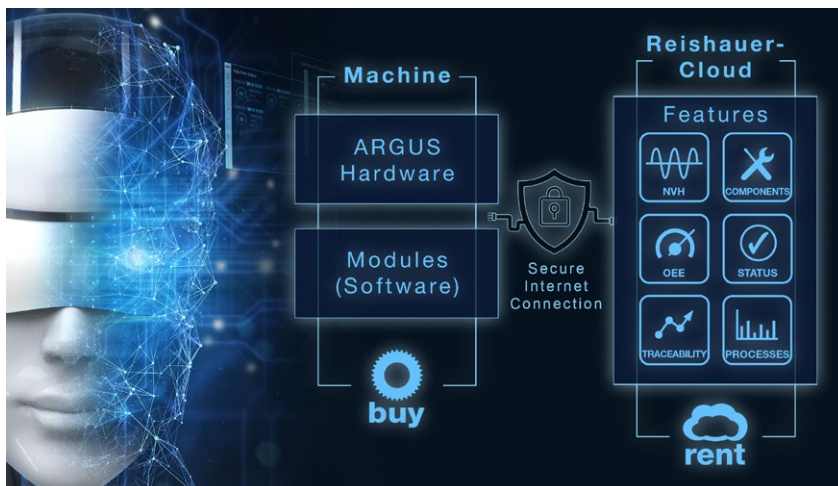 Machine
ARGUS
Hardware
Modules
(Software)
buy
Secure
Internet
Connection
Reishauer-
Cloud
Features
NVH
COMPONENTS
OEE
STATUS
TRACEABILITY
PROCESSES
rent